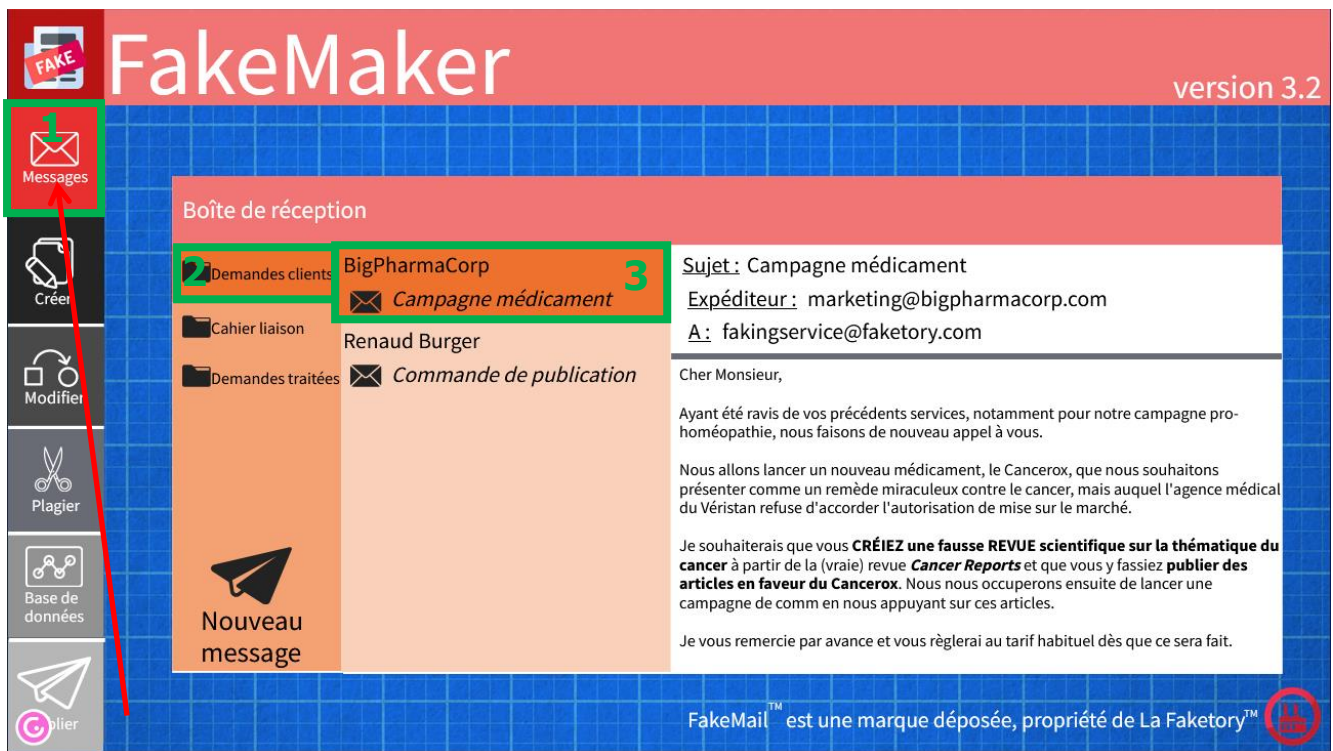 FAKE
FakeMaker
version 3.2
1
Messages
Créer
Modifier
Plagier
Base de
données
Boîte de réception
2
Demandes clients
Cahier liaison
Demandes traitées
Nouveau
message
BigPharmaCorp
3
Campagne médicament
Renaud Burger
Commande de publication
Sujet : Campagne médicament
Expéditeur : marketing@bigpharmacorp.com
A : fakingservice@faketory.com
Cher Monsieur,
Ayant été ravis de vos précédents services, notamment pour notre campagne pro-
homéopathie, nous faisons de nouveau appel à vous.
Nous allons lancer un nouveau médicament, le Cancerox, que nous souhaitons
présenter comme un remède miraculeux contre le cancer, mais auquel l'agence médical
du Véristan refuse d'accorder l'autorisation de mise sur le marché.
Je souhaiterais que vous CRÉIEZ une fausse REVUE scientifique sur la thématique du
cancer à partir de la (vraie) revue Cancer Reports et que vous y fassiez publier des
articles en faveur du Cancerox. Nous nous occuperons ensuite de lancer une
campagne de comm en nous appuyant sur ces articles.
Je vous remercie par avance et vous règlerai au tarif habituel dès que ce sera fait.
FakeMail™ est une marque déposée, propriété de La Faketory™